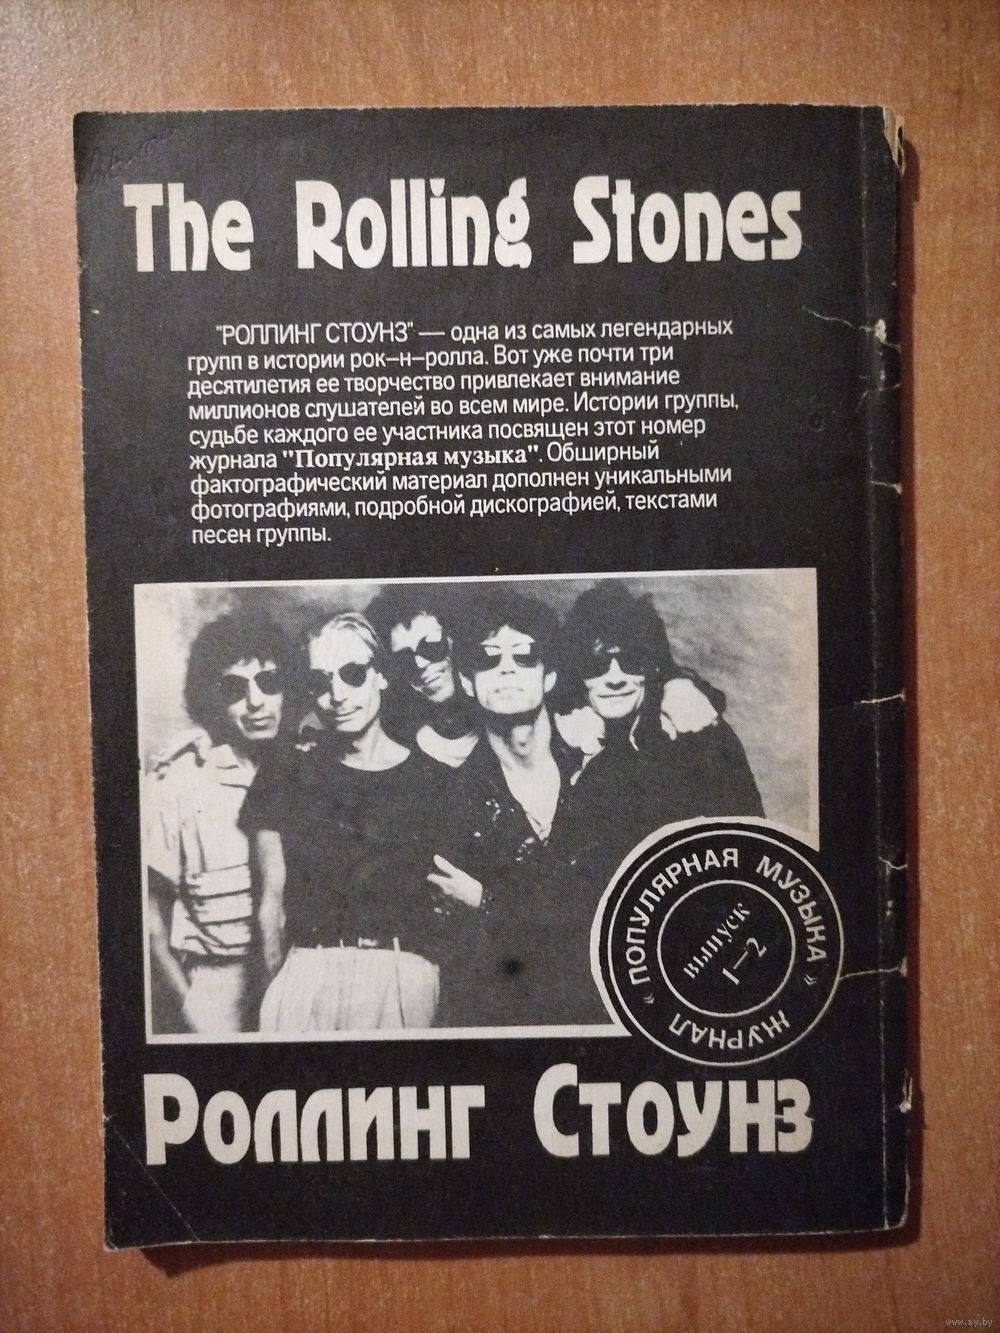 The Rolling Stones
"РОЛЛИНГ СТОУНЗ" — одна из самых легендарных
групп в истории рок–н–ролла. Вот уже почти три
десятилетия ее творчество привлекает внимание
миллионов слушателей во всем мире. Истории группы,
судьбе каждого ее участника посвящен этот номер
журнала "Популярная музыка". Обширный
фактографический материал дополнен уникальными
фотографиями, подробной дискографией, текстами
песен группы.
" ПОПУЛЯРНАЯ МУЗЫКА "
ЖУРНАЛ
ВЫПУСК
1–2
Роллинг Стоунз
www.ay.by